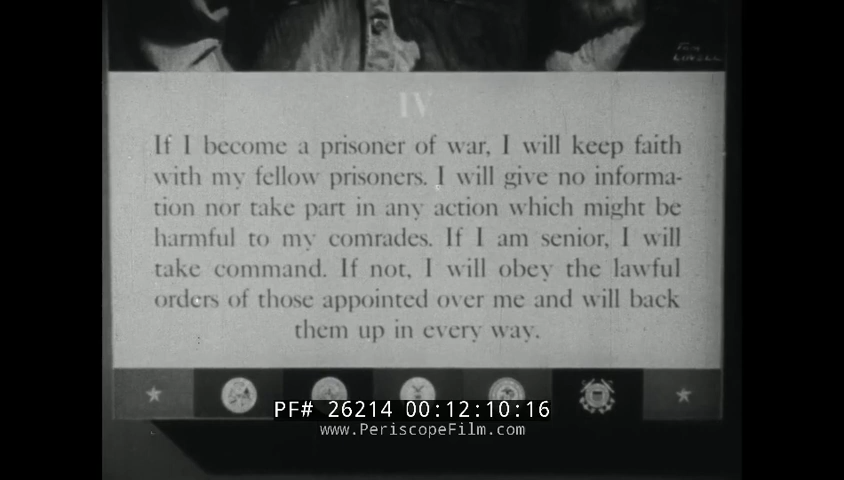 Tom
LOVELL
IV
If I become a prisoner of war, I will keep faith
with my fellow prisoners. I will give no informa-
tion nor take part in any action which might be
harmful to my comrades. If I am senior, I will
take command. If not, I will obey the lawful
orders of those appointed over me and will back
them up in every way.
PF# 26214 00:12:10:16
www.PeriscopeFilm.com